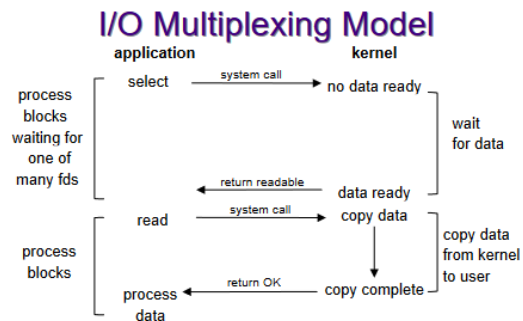 I/O Multiplexing Model
application
kernel
select
system call
no data ready
process
blocks
waiting for
one of
many fds
wait
for data
return readable
data ready
read
system call
copy data
process
blocks
copy data
from kernel
to user
return OK
copy complete
process
data